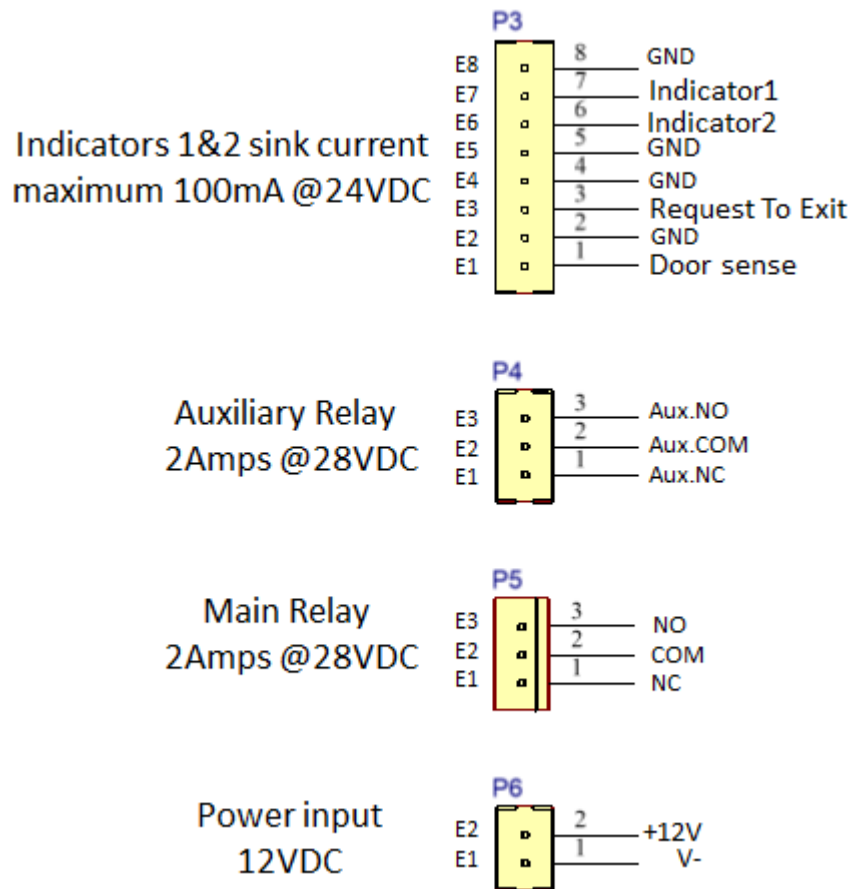 P3
E8 8 GND
E7 7 Indicator1
E6 6 Indicator2
E5 5 GND
E4 4 GND
E3 3 Request To Exit
E2 2 GND
E1 1 Door sense
Indicators 1&2 sink current
maximum 100mA @24VDC
P4
E3 3 Aux.NO
E2 2 Aux.COM
E1 1 Aux.NC
Auxiliary Relay
2Amps @28VDC
P5
E3 3 NO
E2 2 COM
E1 1 NC
Main Relay
2Amps @28VDC
P6
E2 2 +12V
E1 1 V-
Power input
12VDC